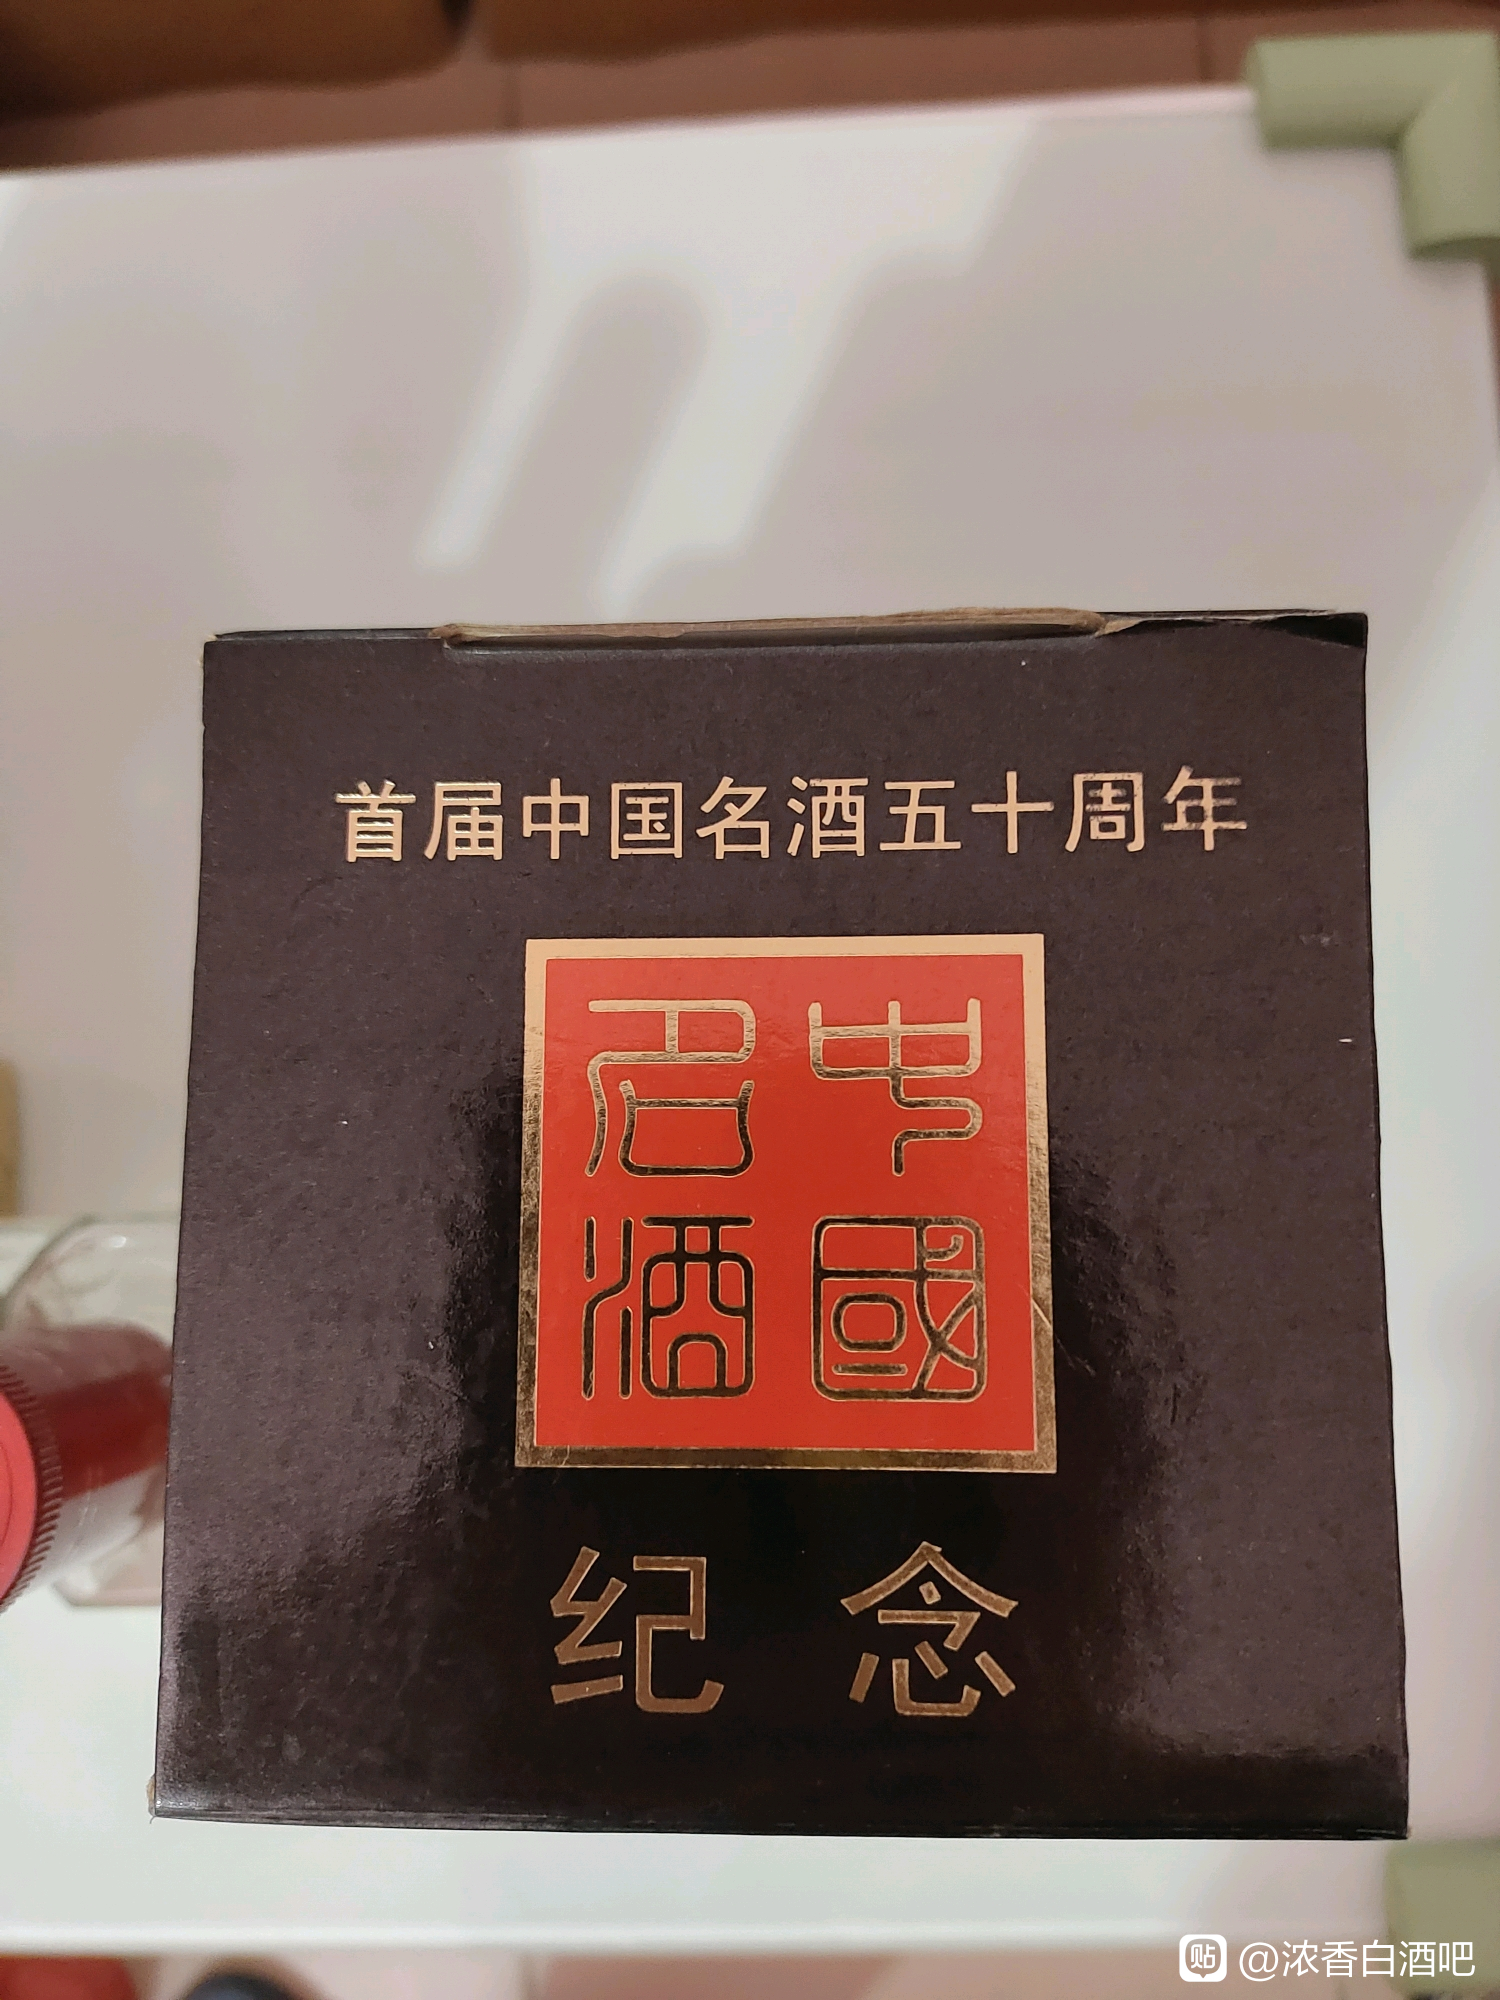 首届中国名酒五十周年
中國
名酒
纪念
贴 @浓香白酒吧